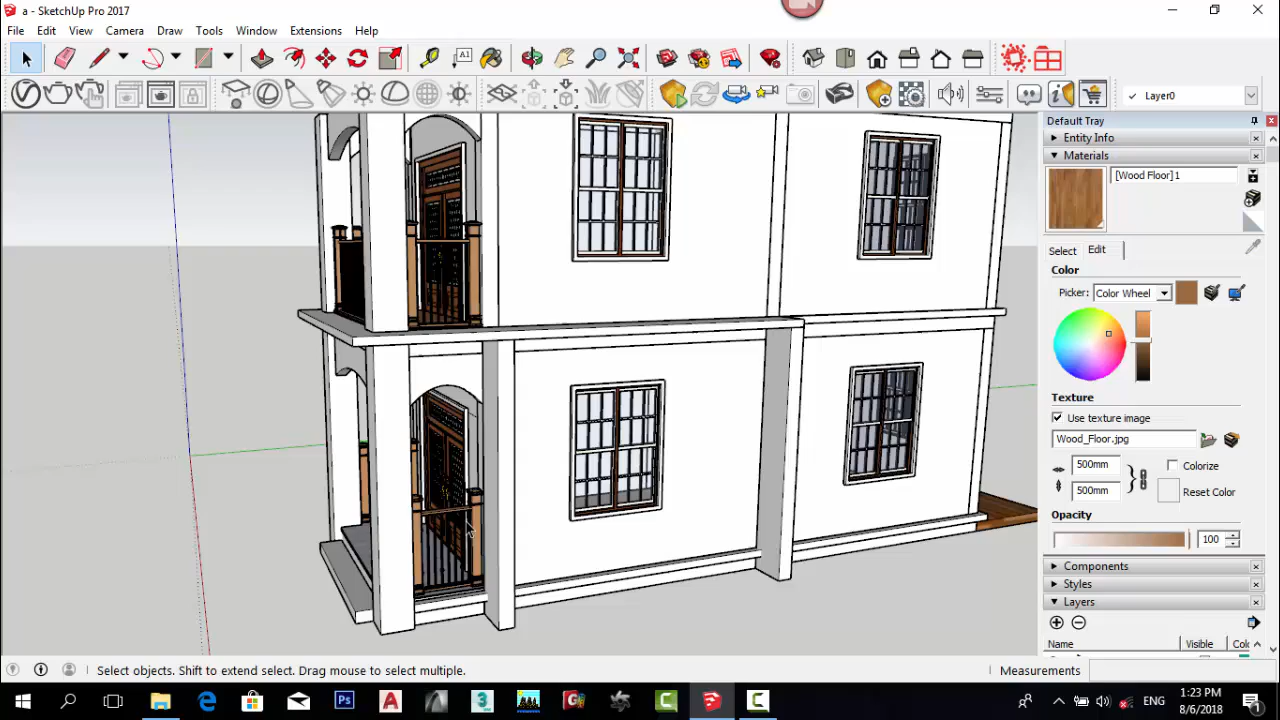 a - SketchUp Pro 2017
File Edit View Camera Draw Tools Window Extensions Help
A1
Layer0
Default Tray
Entity Info
Materials
[Wood Floor]1
Select Edit
Color
Picker: Color Wheel
Texture
Use texture image
Wood_Floor.jpg
500mm Colorize
500mm Reset Color
Opacity
100
Components
Styles
Layers
Name Visible
Select objects. Shift to extend select. Drag mouse to select multiple. Measurements
Ps A 3 C C
ENG
1:23 PM
8/6/2018